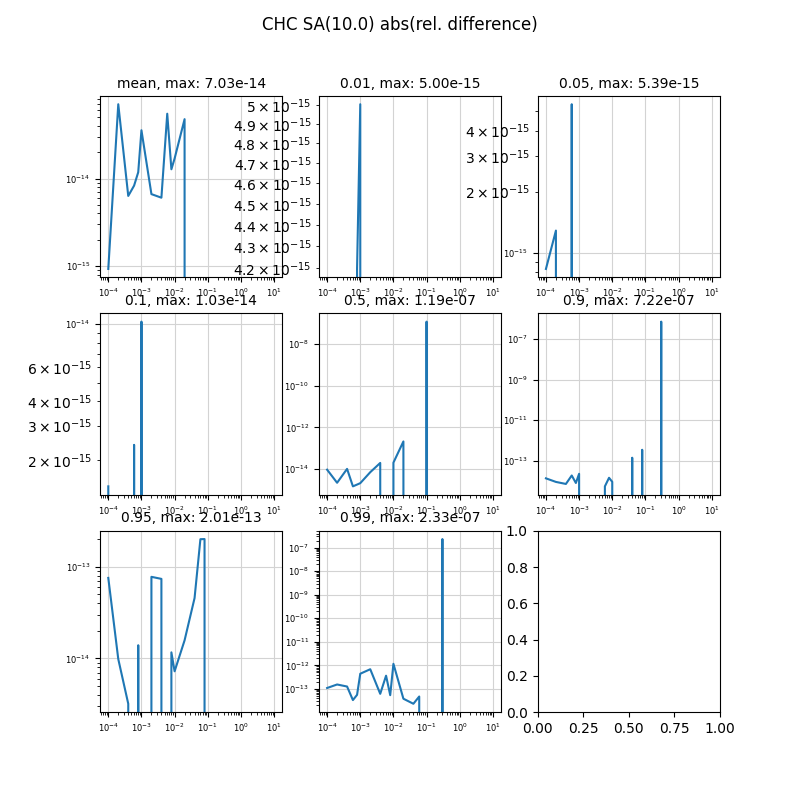 CHC SA(10.0) abs(rel. difference)
mean, max: 7.03e-14
0.01, max: 5.00e-15
0.05, max: 5.39e-15
10⁻¹⁴
10⁻¹⁵
5 × 10⁻¹⁵
4.9 × 10⁻¹⁵
4.8 × 10⁻¹⁵
4.7 × 10⁻¹⁵
4.6 × 10⁻¹⁵
4.5 × 10⁻¹⁵
4.4 × 10⁻¹⁵
4.3 × 10⁻¹⁵
4.2 × 10⁻¹⁵
4 × 10⁻¹⁵
3 × 10⁻¹⁵
2 × 10⁻¹⁵
10⁻¹⁵
10⁻⁴ 10⁻³ 10⁻² 10⁻¹ 10⁰ 10¹
10⁻⁴ 10⁻³ 10⁻² 10⁻¹ 10⁰ 10¹
10⁻⁴ 10⁻³ 10⁻² 10⁻¹ 10⁰ 10¹
0.1, max: 1.03e-14
0.5, max: 1.19e-07
0.9, max: 7.22e-07
10⁻¹⁴
6 × 10⁻¹⁵
4 × 10⁻¹⁵
3 × 10⁻¹⁵
2 × 10⁻¹⁵
10⁻⁸
10⁻¹⁰
10⁻¹²
10⁻¹⁴
10⁻⁷
10⁻⁹
10⁻¹¹
10⁻¹³
10⁻⁴ 10⁻³ 10⁻² 10⁻¹ 10⁰ 10¹
10⁻⁴ 10⁻³ 10⁻² 10⁻¹ 10⁰ 10¹
10⁻⁴ 10⁻³ 10⁻² 10⁻¹ 10⁰ 10¹
0.95, max: 2.01e-13
0.99, max: 2.33e-07
10⁻¹³
10⁻¹⁴
10⁻⁷
10⁻⁸
10⁻⁹
10⁻¹⁰
10⁻¹¹
10⁻¹²
10⁻¹³
1.0
0.8
0.6
0.4
0.2
0.0
10⁻⁴ 10⁻³ 10⁻² 10⁻¹ 10⁰ 10¹
10⁻⁴ 10⁻³ 10⁻² 10⁻¹ 10⁰ 10¹
0.00 0.25 0.50 0.75 1.00